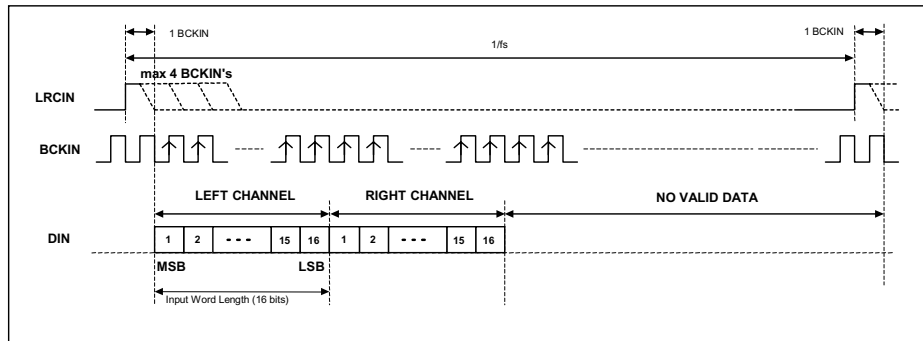 1 BCKIN
1 BCKIN
1/fs
max 4 BCKIN's
LRCIN
BCKIN
LEFT CHANNEL
RIGHT CHANNEL
NO VALID DATA
DIN
1 2 15 16 1 2 15 16
MSB
LSB
Input Word Length (16 bits)